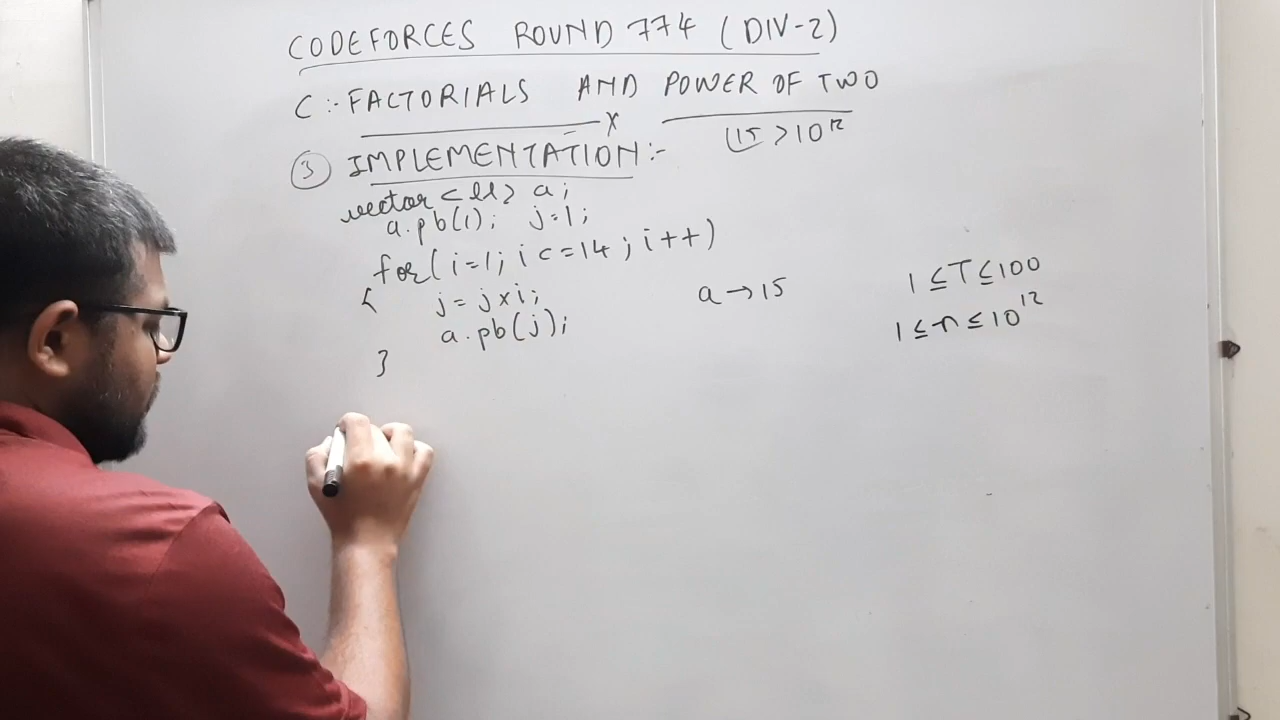 CODEFORCES ROUND 774 (DIV-2)
C :- FACTORIALS AND POWER OF TWO
③ IMPLEMENTATION :-
15 > 10^12
vector <ll> a;
a.pb(1); j=1;
for(i=1; i<=14; i++)
{ j = j x i;
a.pb(j);
}
a → 15
1 ≤ T ≤ 100
1 ≤ n ≤ 10^12